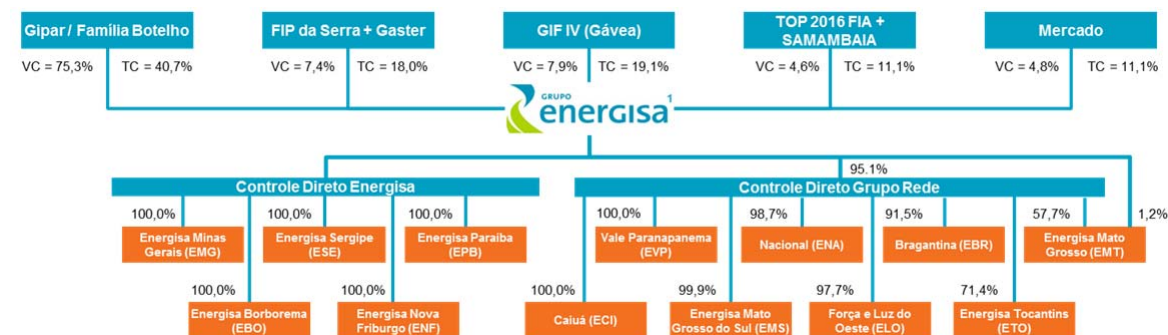 Gipar / Família Botelho
FIP da Serra + Gaster
GIF IV (Gávea)
TOP 2016 FIA +
SAMAMBAIA
Mercado
VC = 75,3%
TC = 40,7%
VC = 7,4%
TC = 18,0%
VC = 7,9%
TC = 19,1%
VC = 4,6%
TC = 11,1%
VC = 4,8%
TC = 11,1%
GRUPO
energisa 1
95.1%
Controle Direto Energisa
Controle Direto Grupo Rede
100,0%
100,0%
100,0%
100,0%
98,7%
91,5%
57,7%
1,2%
Energisa Minas
Gerais (EMG)
Energisa Sergipe
(ESE)
Energisa Paraíba
(EPB)
Vale Paranapanema
(EVP)
Nacional (ENA)
Bragantina (EBR)
Energisa Mato
Grosso (EMT)
100,0%
100,0%
100,0%
99,9%
97,7%
71,4%
Energisa Borborema
(EBO)
Energisa Nova
Friburgo (ENF)
Caiuá (ECI)
Energisa Mato
Grosso do Sul (EMS)
Força e Luz do
Oeste (ELO)
Energisa Tocantins
(ETO)